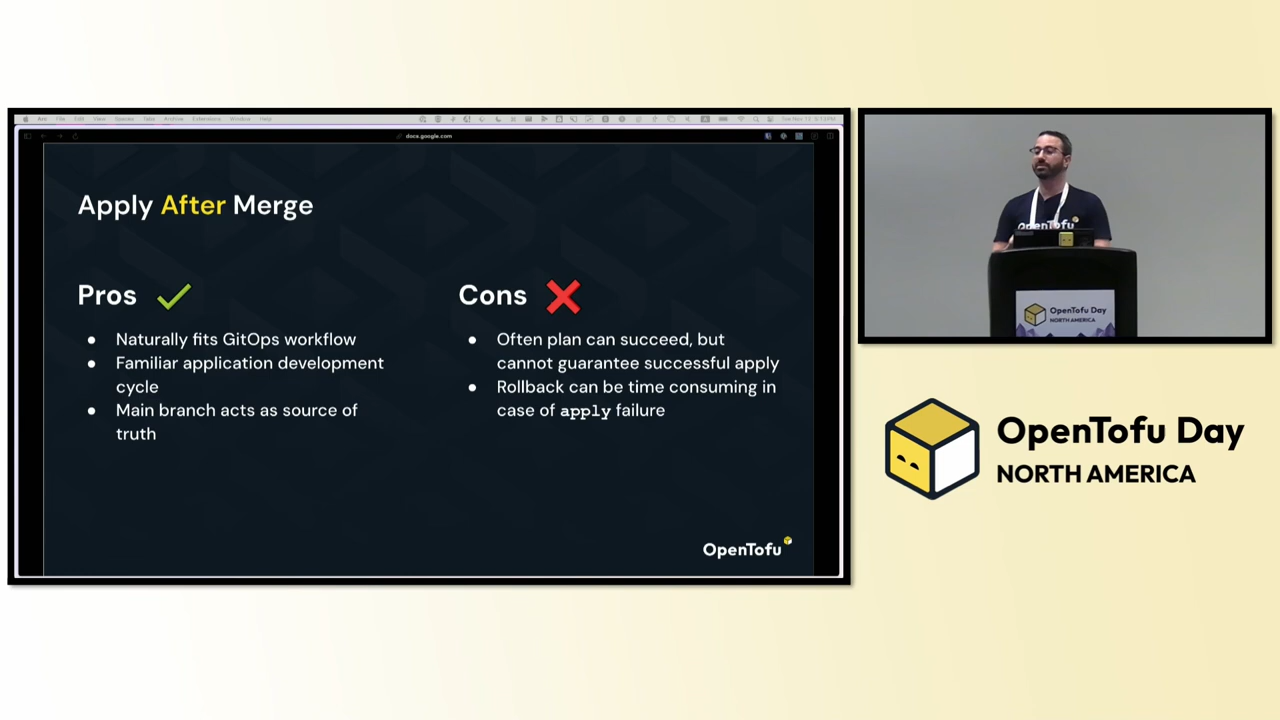 docs.google.com
Apply After Merge
Pros
Naturally fits GitOps workflow
Familiar application development
cycle
Main branch acts as source of
truth
Cons
Often plan can succeed, but
cannot guarantee successful apply
Rollback can be time consuming in
case of apply failure
OpenTofu
OpenTofu
OpenTofu Day
NORTH AMERICA
OpenTofu Day
NORTH AMERICA